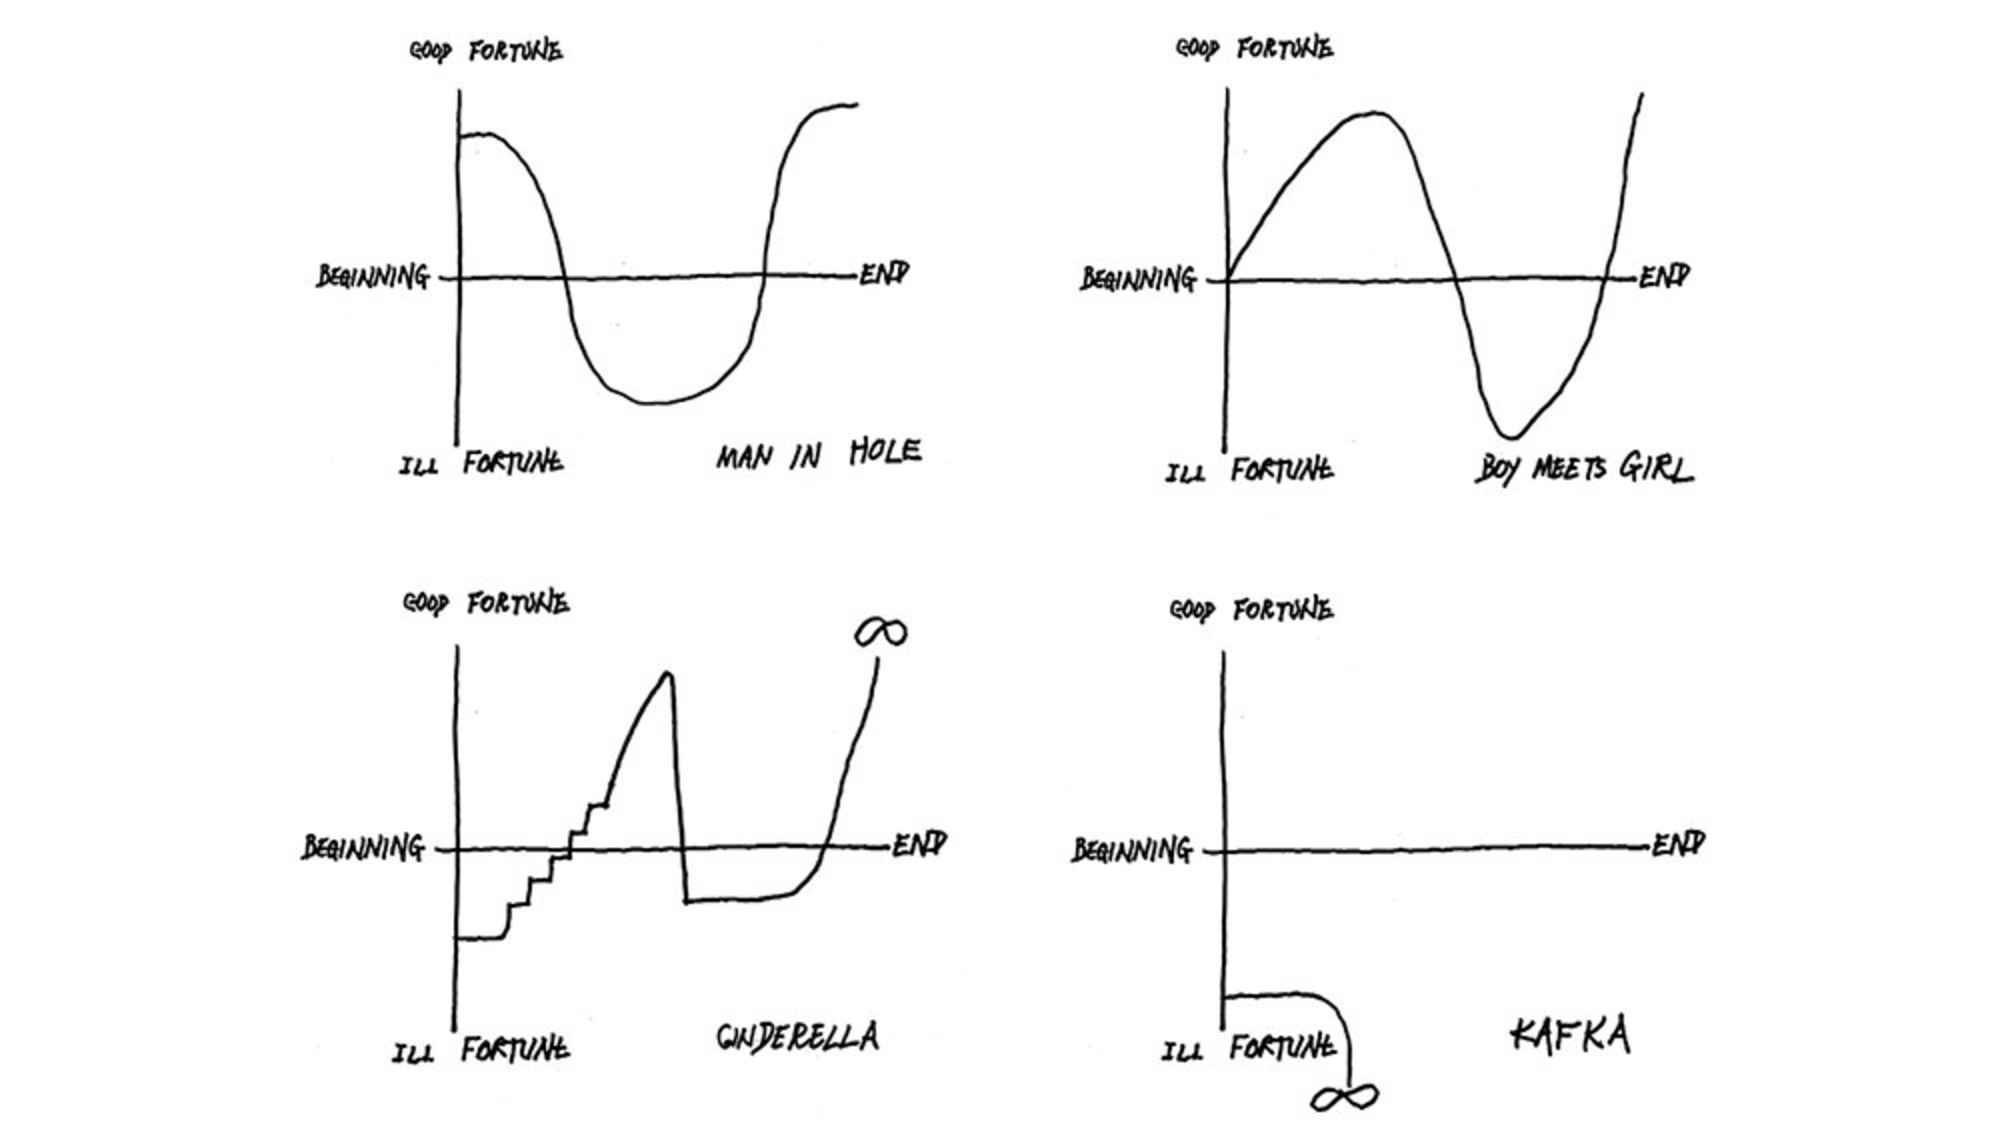 GOOD FORTUNE
BEGINNING
END
ILL FORTUNE
MAN IN HOLE
GOOD FORTUNE
BEGINNING
END
ILL FORTUNE
BOY MEETS GIRL
GOOD FORTUNE
∞
BEGINNING
END
ILL FORTUNE
CINDERELLA
GOOD FORTUNE
BEGINNING
END
ILL FORTUNE
KAFKA
∞